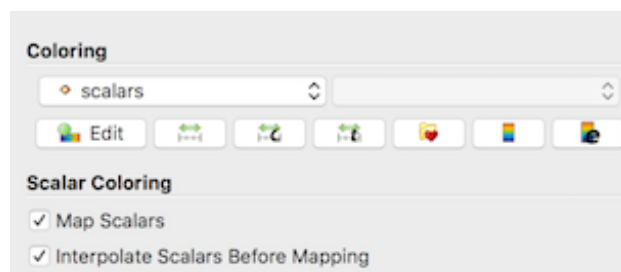 Coloring
scalars
Edit
Scalar Coloring
Map Scalars
Interpolate Scalars Before Mapping